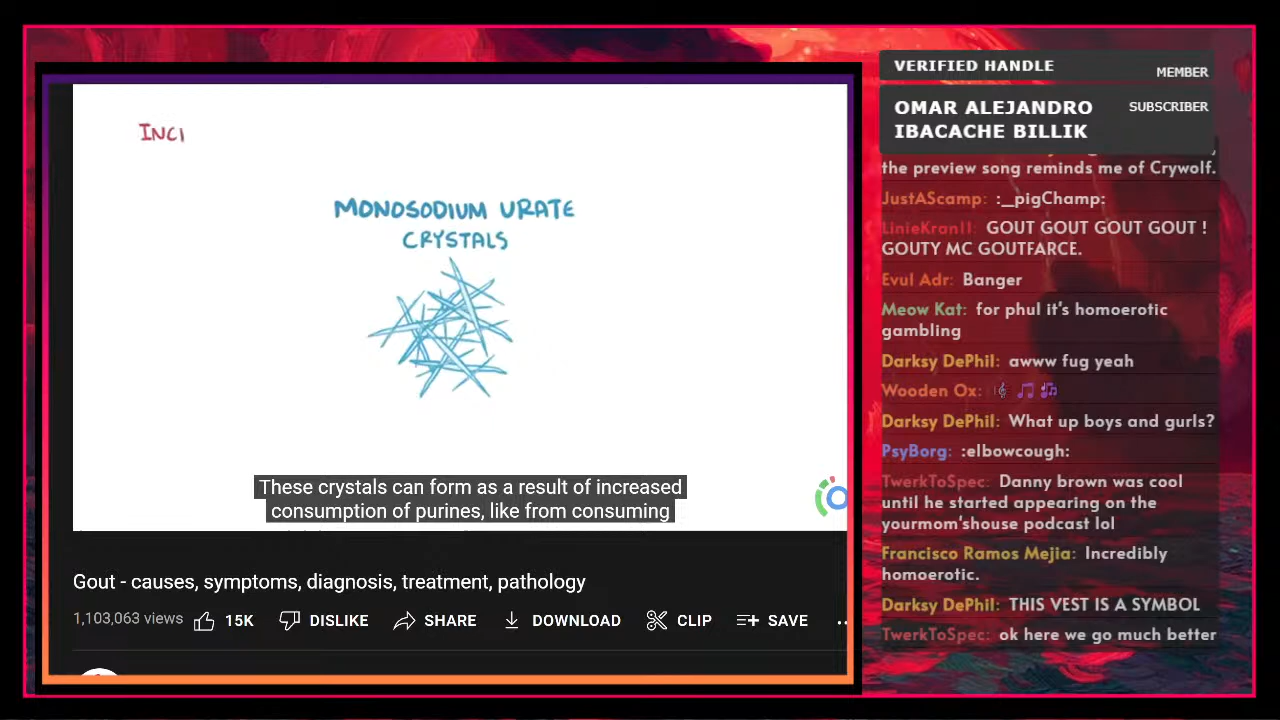 INCI
MONOSODIUM URATE
CRYSTALS
These crystals can form as a result of increased
consumption of purines, like from consuming
Gout - causes, symptoms, diagnosis, treatment, pathology
1,103,063 views
15K
DISLIKE
SHARE
DOWNLOAD
CLIP
SAVE
VERIFIED HANDLE
MEMBER
OMAR ALEJANDRO
IBACACHE BILLIK
SUBSCRIBER
the preview song reminds me of Crywolf.
JustAScamp: :_pigChamp:
LinieKran11: GOUT GOUT GOUT GOUT !
GOUTY MC GOUTFARCE.
Evul Adr: Banger
Meow Kat: for phul it's homoerotic
gambling
Darksy DePhil: awww fug yeah
Wooden Ox:
Darksy DePhil: What up boys and gurls?
PsyBorg: :elbowcough:
TwerkToSpec: Danny brown was cool
until he started appearing on the
yourmom'shouse podcast lol
Francisco Ramos Mejia: Incredibly
homoerotic.
Darksy DePhil: THIS VEST IS A SYMBOL
TwerkToSpec: ok here we go much better